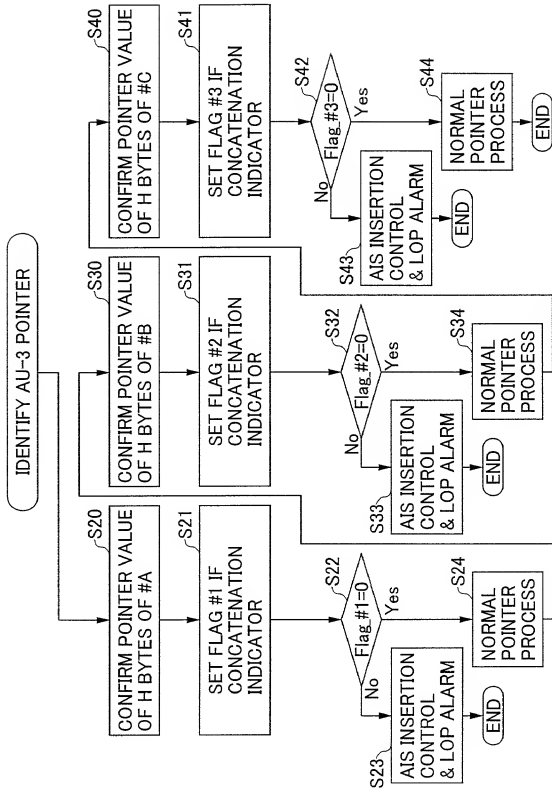 IDENTIFY AU-3 POINTER
S20
CONFIRM POINTER VALUE
OF H BYTES OF #A
S21
SET FLAG #1 IF
CONCATENATION
INDICATOR
S22
Flag_#1=0
No
Yes
S23
AIS INSERTION
CONTROL
& LOP ALARM
END
S24
NORMAL
POINTER
PROCESS
S30
CONFIRM POINTER VALUE
OF H BYTES OF #B
S31
SET FLAG #2 IF
CONCATENATION
INDICATOR
S32
Flag_#2=0
No
Yes
S33
AIS INSERTION
CONTROL
& LOP ALARM
END
S34
NORMAL
POINTER
PROCESS
S40
CONFIRM POINTER VALUE
OF H BYTES OF #C
S41
SET FLAG #3 IF
CONCATENATION
INDICATOR
S42
Flag_#3=0
No
Yes
S43
AIS INSERTION
CONTROL
& LOP ALARM
END
S44
NORMAL
POINTER
PROCESS
END